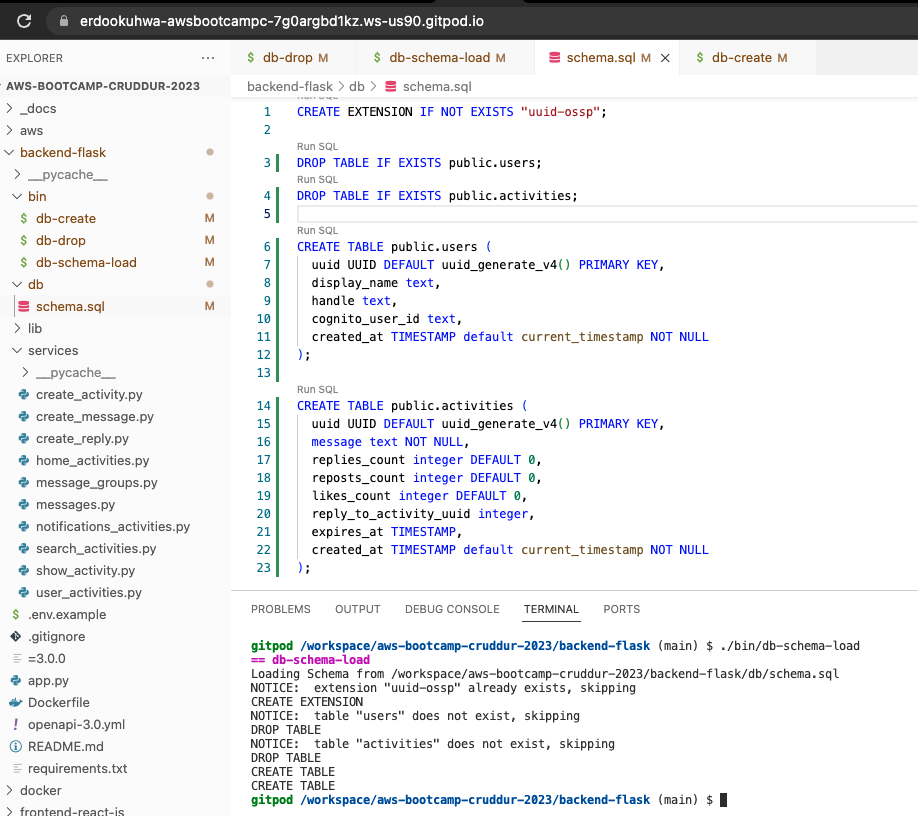 erdookuhwa-awsbootcampc-7g0argbd1kz.ws-us90.gitpod.io
EXPLORER
AWS-BOOTCAMP-CRUDDUR-2023
_docs
aws
backend-flask
__pycache__
bin
$ db-create M
$ db-drop M
$ db-schema-load M
db
schema.sql M
lib
services
__pycache__
create_activity.py
create_message.py
create_reply.py
home_activities.py
message_groups.py
messages.py
notifications_activities.py
search_activities.py
show_activity.py
user_activities.py
$ .env.example
.gitignore
=3.0.0
app.py
Dockerfile
! openapi-3.0.yml
README.md
requirements.txt
docker
frontend-react-js
$ db-drop M
$ db-schema-load M
schema.sql M
$ db-create M
backend-flask > db > schema.sql
Run SQL
1 CREATE EXTENSION IF NOT EXISTS "uuid-ossp";
2
Run SQL
3 DROP TABLE IF EXISTS public.users;
Run SQL
4 DROP TABLE IF EXISTS public.activities;
5
Run SQL
6 CREATE TABLE public.users (
7 uuid UUID DEFAULT uuid_generate_v4() PRIMARY KEY,
8 display_name text,
9 handle text,
10 cognito_user_id text,
11 created_at TIMESTAMP default current_timestamp NOT NULL
12 );
13
Run SQL
14 CREATE TABLE public.activities (
15 uuid UUID DEFAULT uuid_generate_v4() PRIMARY KEY,
16 message text NOT NULL,
17 replies_count integer DEFAULT 0,
18 reposts_count integer DEFAULT 0,
19 likes_count integer DEFAULT 0,
20 reply_to_activity_uuid integer,
21 expires_at TIMESTAMP,
22 created_at TIMESTAMP default current_timestamp NOT NULL
23 );
PROBLEMS OUTPUT DEBUG CONSOLE TERMINAL PORTS
gitpod /workspace/aws-bootcamp-cruddur-2023/backend-flask (main) $ ./bin/db-schema-load
== db-schema-load
Loading Schema from /workspace/aws-bootcamp-cruddur-2023/backend-flask/db/schema.sql
NOTICE:  extension "uuid-ossp" already exists, skipping
CREATE EXTENSION
NOTICE:  table "users" does not exist, skipping
DROP TABLE
NOTICE:  table "activities" does not exist, skipping
DROP TABLE
CREATE TABLE
CREATE TABLE
gitpod /workspace/aws-bootcamp-cruddur-2023/backend-flask (main) $